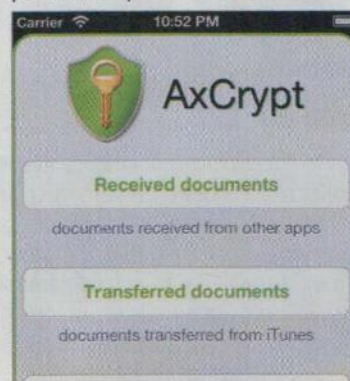 Carrier 10:52 PM
AxCrypt
Received documents
documents received from other apps
Transferred documents
documents transferred from iTunes